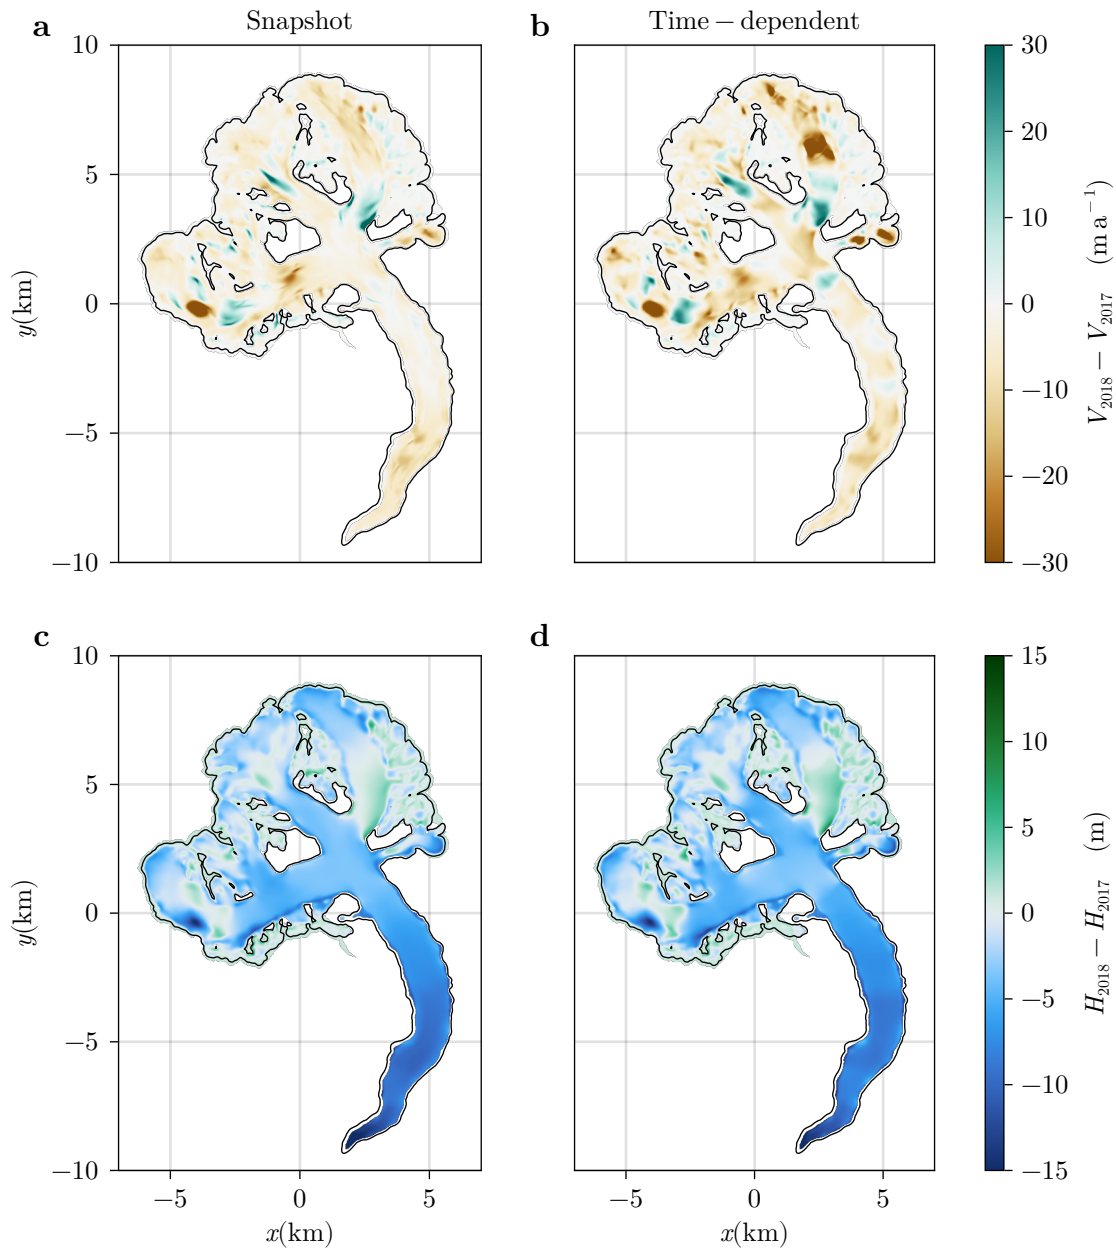 a
Snapshot
b
Time − dependent
10
5
0
−5
−10
y(km)
30
20
10
0
−10
−20
−30
V₂₀₁₈ − V₂₀₁₇ (m a⁻¹)
c
d
10
5
0
−5
−10
y(km)
−5
0
5
x(km)
−5
0
5
x(km)
15
10
5
0
−5
−10
−15
H₂₀₁₈ − H₂₀₁₇ (m)